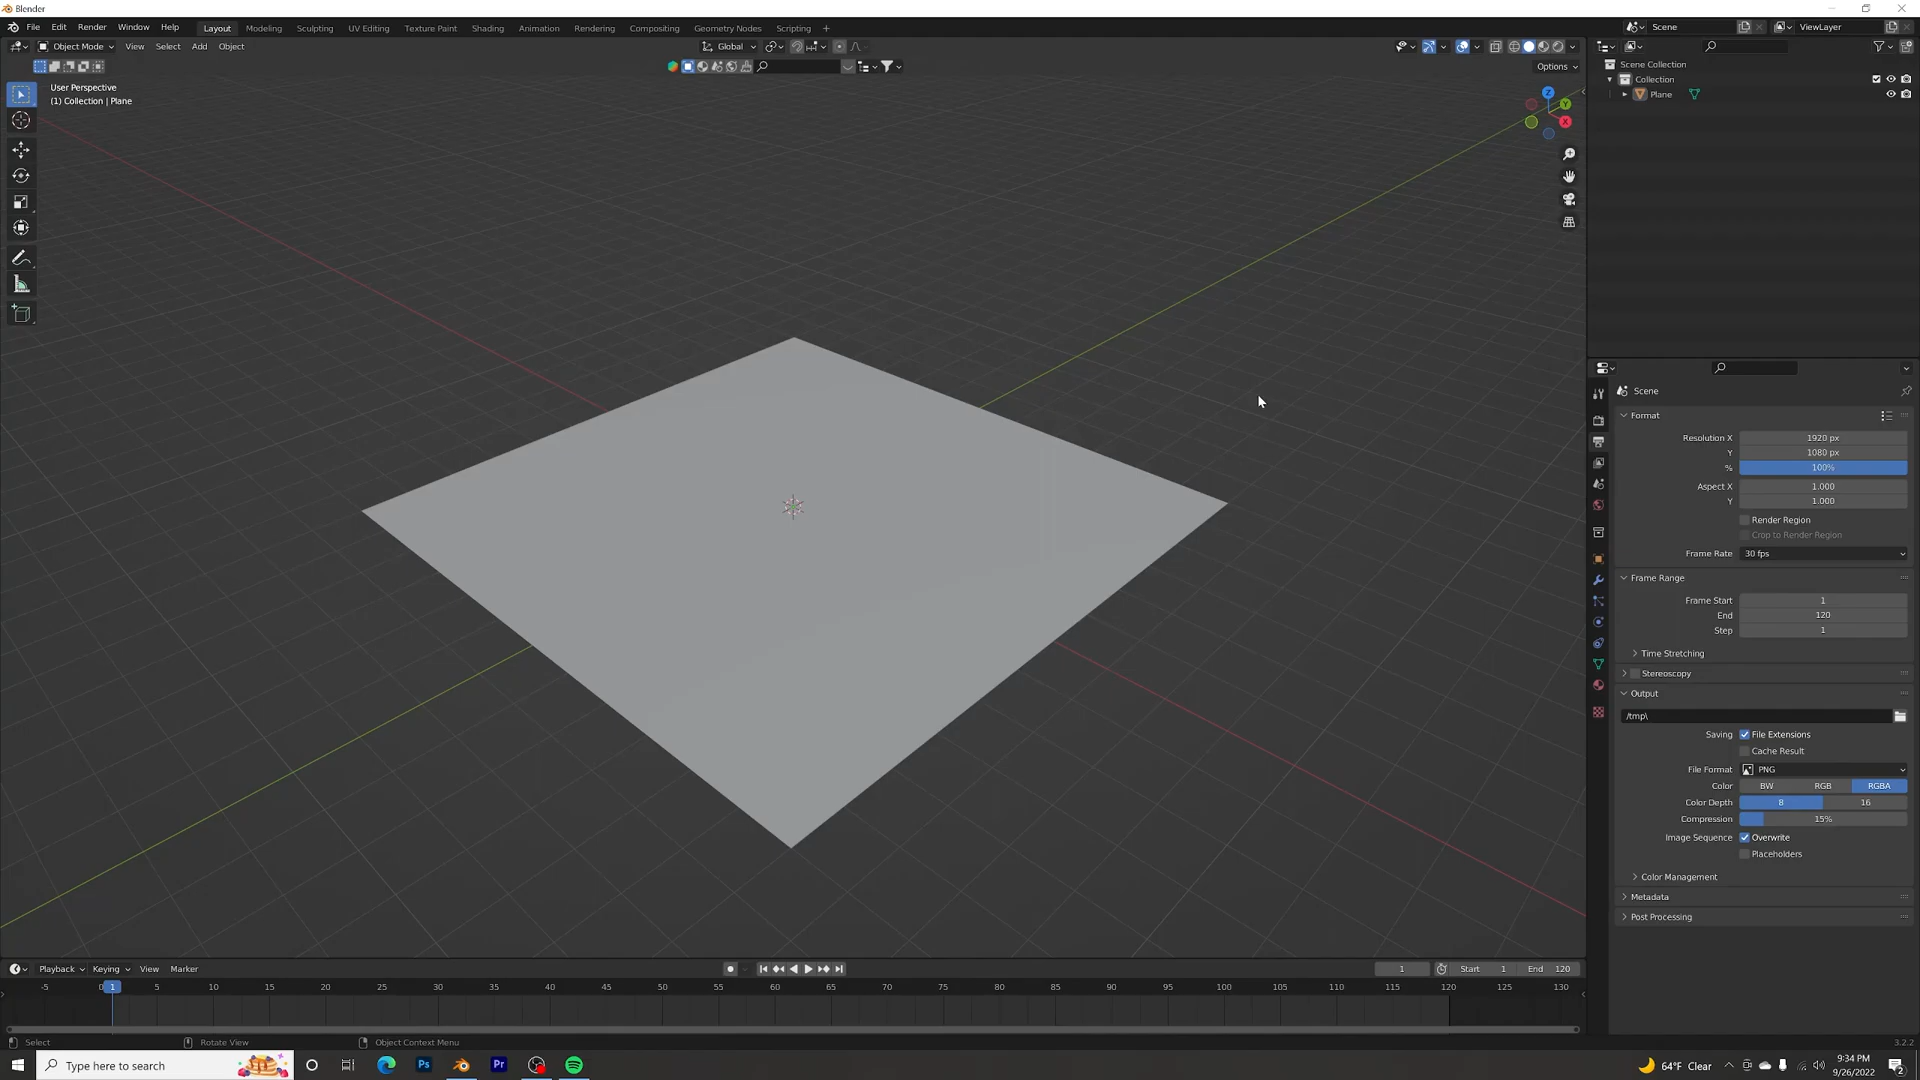 Blender
File Edit Render Window Help Layout Modeling Sculpting UV Editing Texture Paint Shading Animation Rendering Compositing Geometry Nodes Scripting +
Scene ViewLayer
Object Mode View Select Add Object Global
Options
User Perspective
(1) Collection | Plane
Z
Y
X
Scene Collection
Collection
Plane
Scene
Format
Resolution X 1920 px
Y 1080 px
% 100%
Aspect X 1.000
Y 1.000
Render Region
Crop to Render Region
Frame Rate 30 fps
Frame Range
Frame Start 1
End 120
Step 1
Time Stretching
Stereoscopy
Output
/tmp\
Saving File Extensions
Cache Result
File Format PNG
Color BW RGB RGBA
Color Depth 8 16
Compression 15%
Image Sequence Overwrite
Placeholders
Color Management
Metadata
Post Processing
Playback Keying View Marker 1 Start 1 End 120
-5 0 1 5 10 15 20 25 30 35 40 45 50 55 60 65 70 75 80 85 90 95 100 105 110 115 120 125 130
Select Rotate View Object Context Menu 3.2.2
Type here to search Ps Pr 64°F Clear 9:34 PM
9/26/2022
2